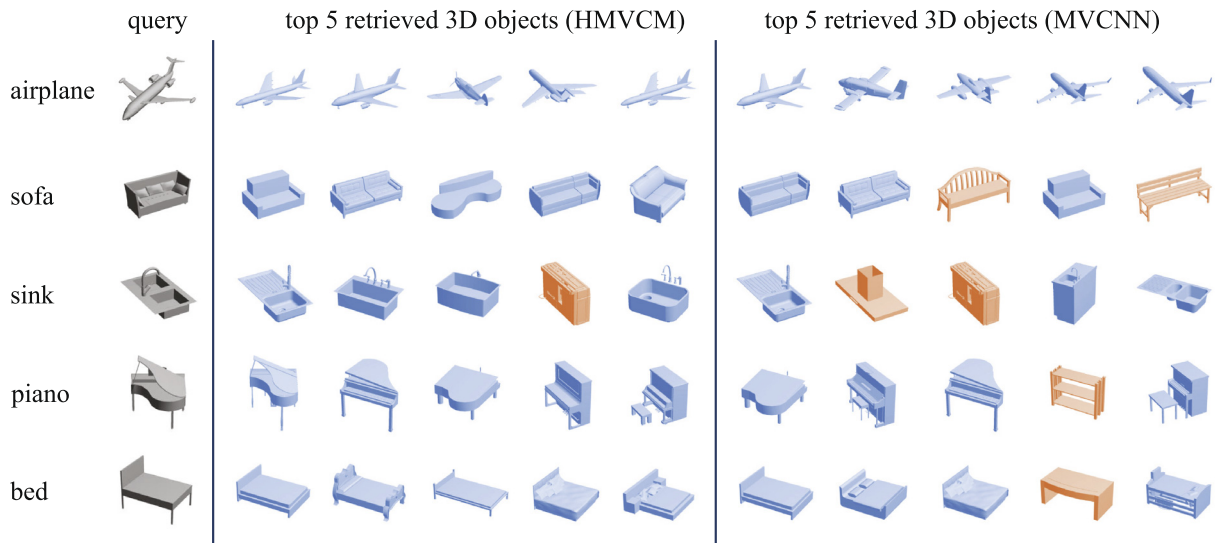 query top 5 retrieved 3D objects (HMVCM) top 5 retrieved 3D objects (MVCNN)
airplane
sofa
sink
piano
bed